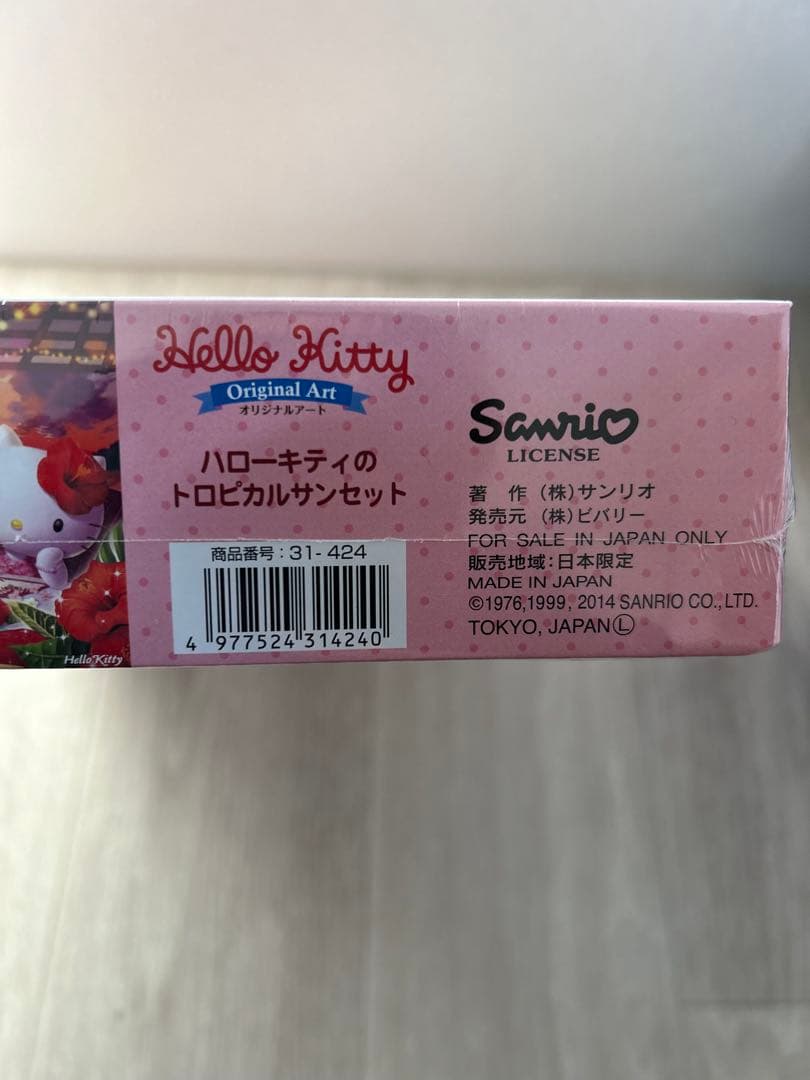 Hello Kitty
Original Art
オリジナルアート
ハローキティの
トロピカルサンセット
商品番号：31-424
4 977524 314240
Hello Kitty
Sanrio
LICENSE
著 作 （株）サンリオ
発売元 （株）ビバリー
FOR SALE IN JAPAN ONLY
販売地域：日本限定
MADE IN JAPAN
©1976,1999, 2014 SANRIO CO., LTD.
TOKYO, JAPAN Ⓛ